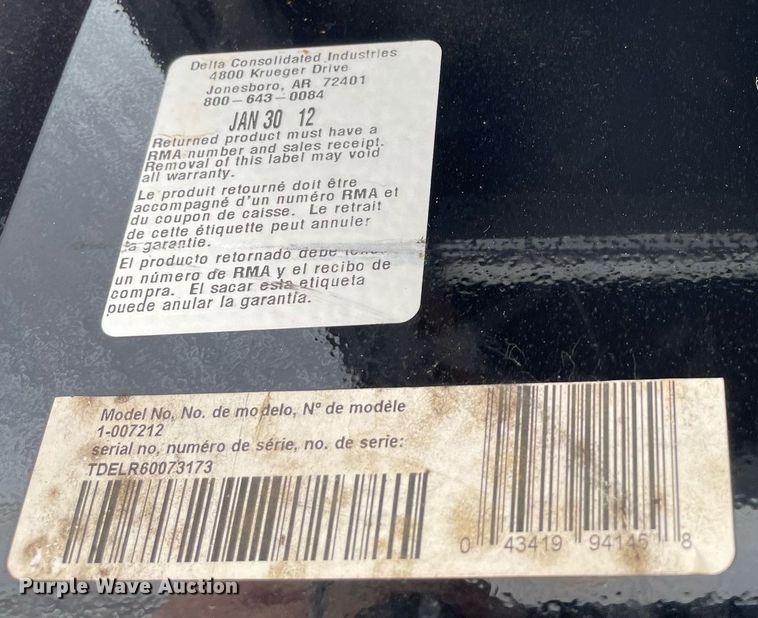 Delta Consolidated Industries
4800 Krueger Drive
Jonesboro, AR 72401
800-643-0084
JAN 30 12
Returned product must have a
RMA number and sales receipt.
Removal of this label may void
all warranty.
Le produit retourné doit être
accompagné d'un numéro RMA et
du coupon de caisse. Le retrait
de cette étiquette peut annuler
la garantie.
El producto retornado debe
un número de RMA y el recibo de
compra. El sacar esta etiqueta
puede anular la garantía.
Model No, No. de modelo, Nº de modèle
1-007212
serial no, numéro de série, no. de serie:
TDELR60073173
0 43419 94145 8
Purple Wave Auction